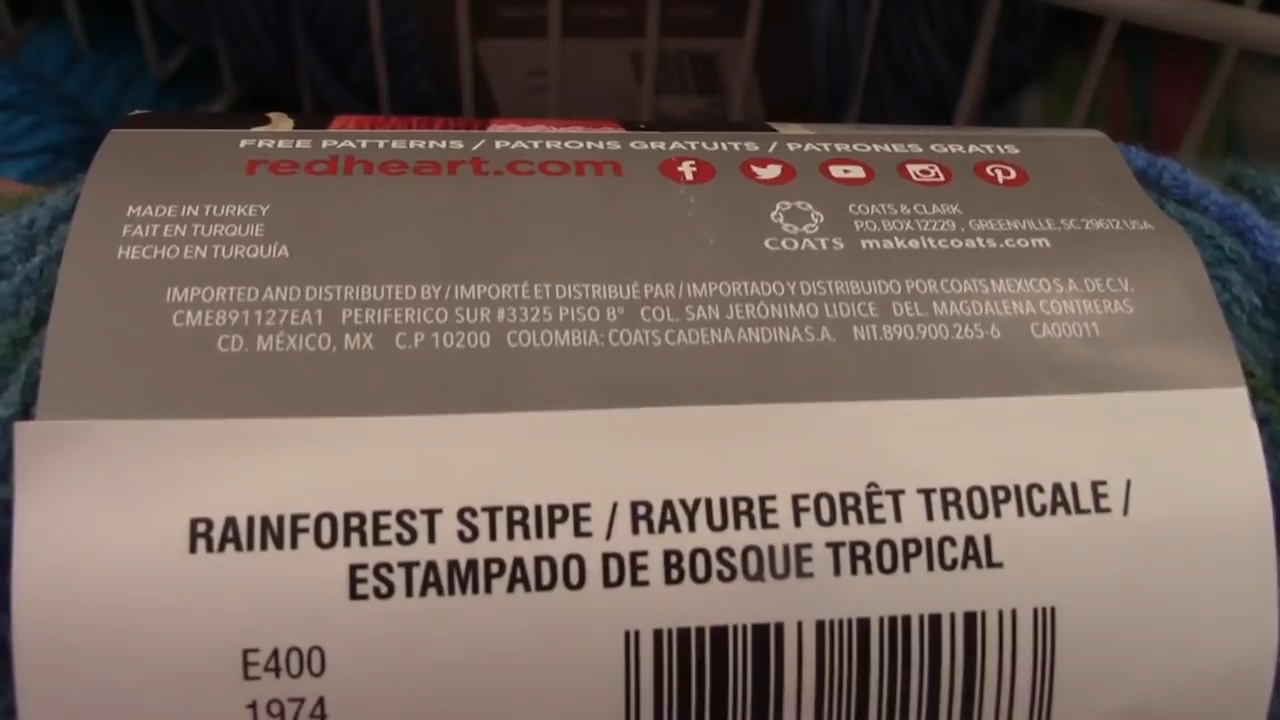 FREE PATTERNS / PATRONS GRATUITS / PATRONES GRATIS
redheart.com
MADE IN TURKEY
FAIT EN TURQUIE
HECHO EN TURQUÍA
COATS
COATS & CLARK
P.O. BOX 12229 , GREENVILLE, SC 29612 USA
makeitcoats.com
IMPORTED AND DISTRIBUTED BY / IMPORTÉ ET DISTRIBUÉ PAR / IMPORTADO Y DISTRIBUIDO POR COATS MEXICO S.A. DE C.V.
CME891127EA1 PERIFERICO SUR #3325 PISO 8° COL. SAN JERÓNIMO LIDICE DEL. MAGDALENA CONTRERAS
CD. MÉXICO, MX C.P 10200 COLOMBIA: COATS CADENA ANDINA S.A. NIT.890.900.265-6 CA00011
RAINFOREST STRIPE / RAYURE FORÊT TROPICALE /
ESTAMPADO DE BOSQUE TROPICAL
E400
1974